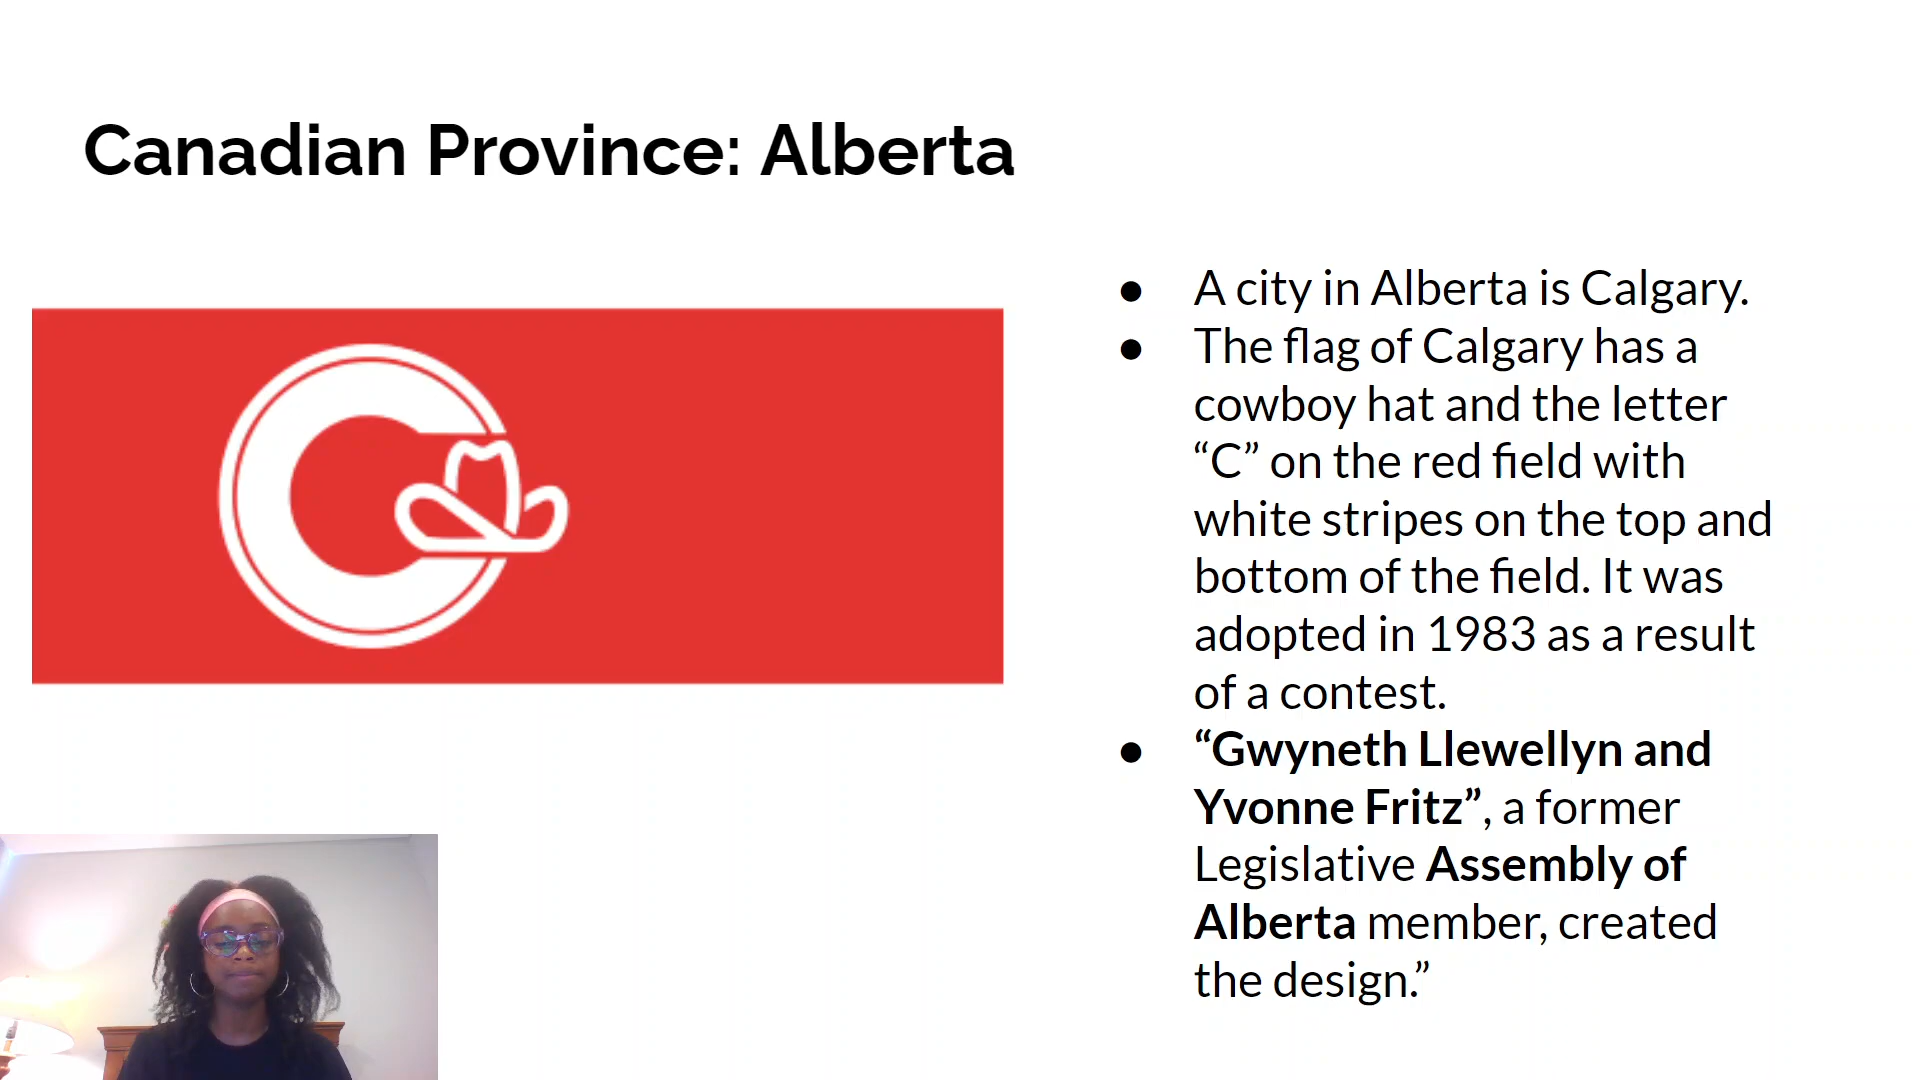 Canadian Province: Alberta
● A city in Alberta is Calgary.
● The flag of Calgary has a
cowboy hat and the letter
“C” on the red field with
white stripes on the top and
bottom of the field. It was
adopted in 1983 as a result
of a contest.
● “Gwyneth Llewellyn and
Yvonne Fritz”, a former
Legislative Assembly of
Alberta member, created
the design.”